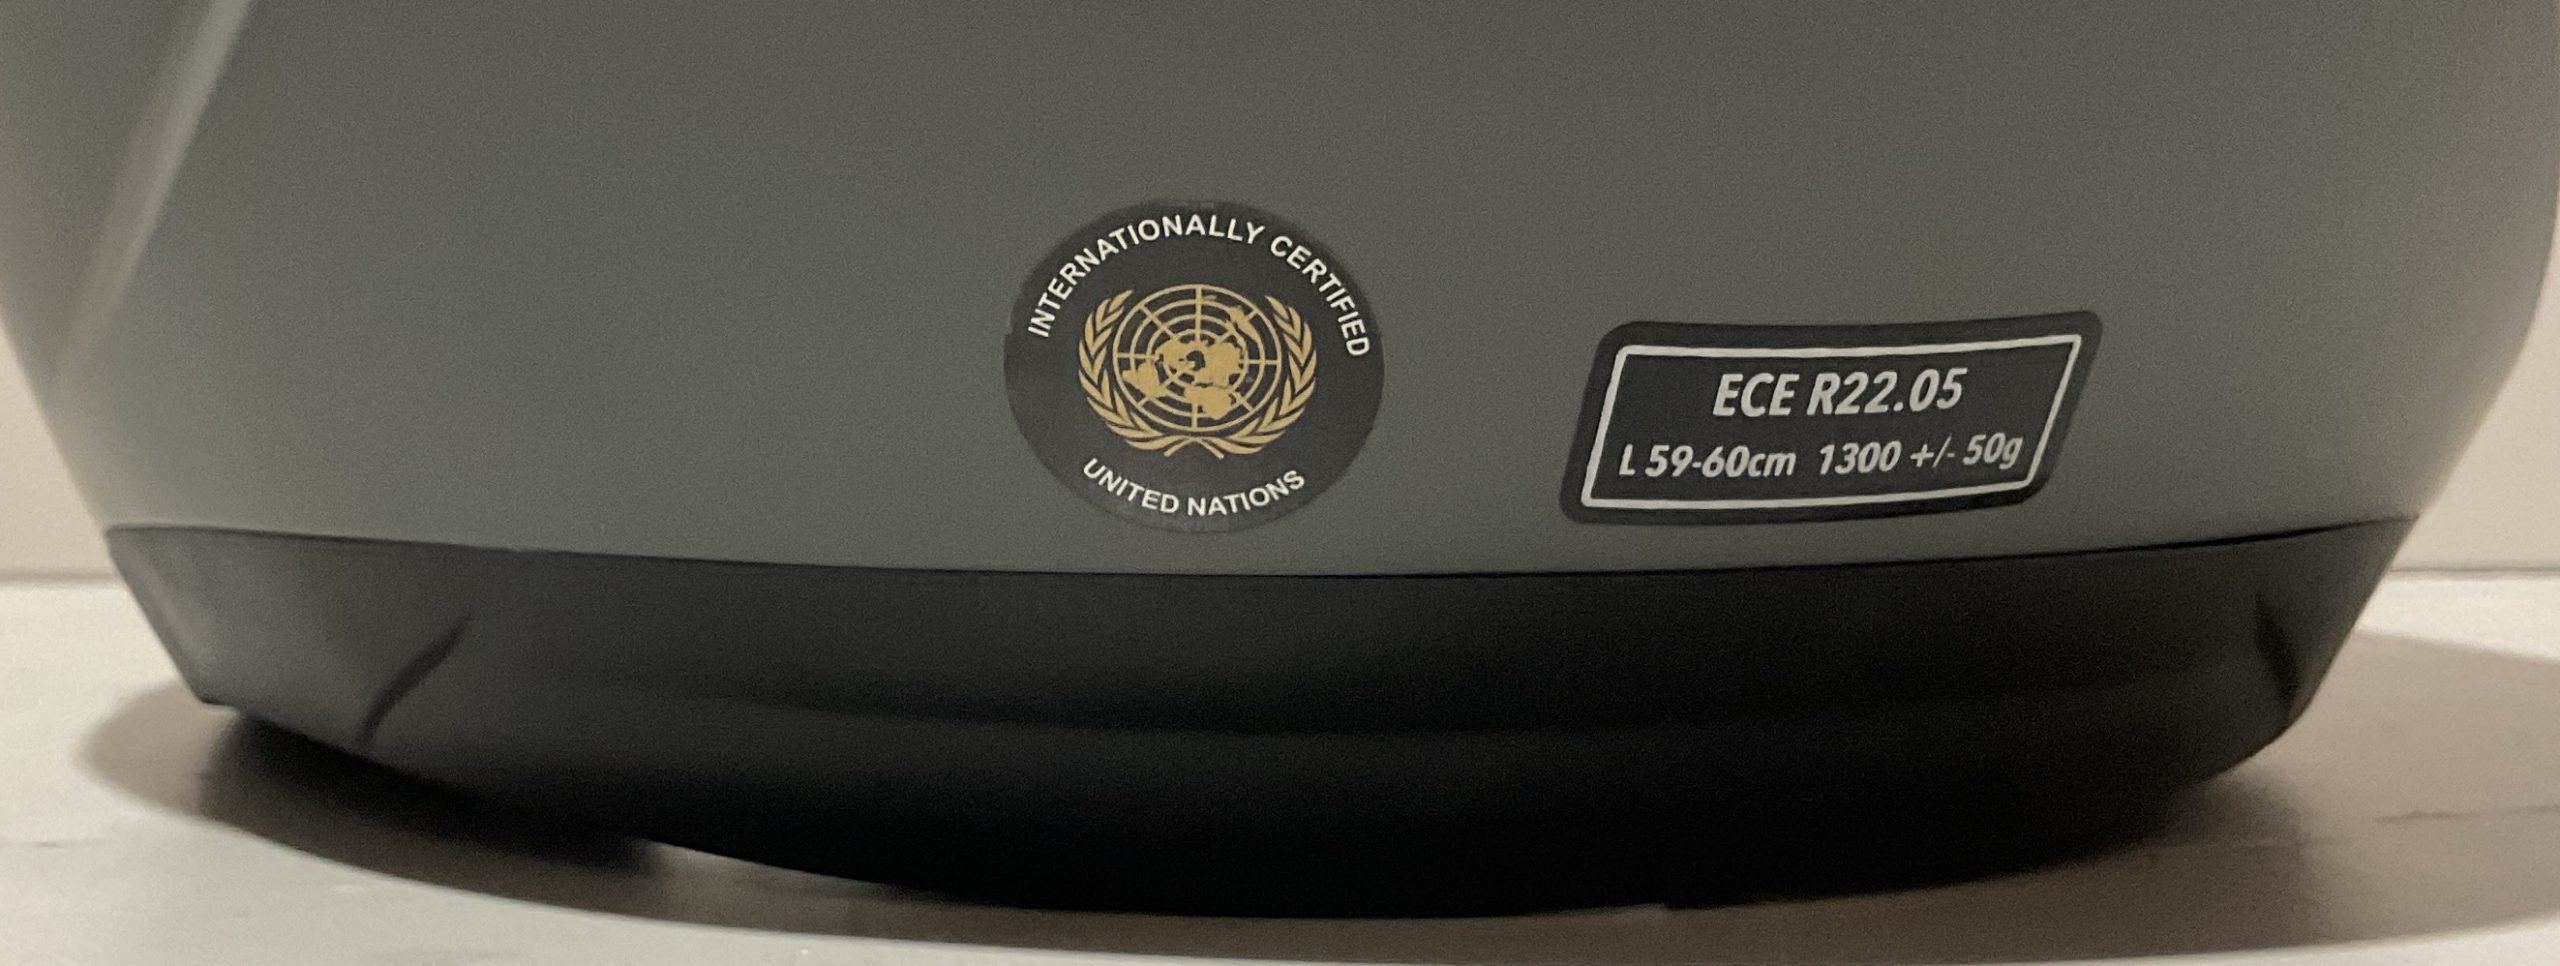 INTERNATIONALLY CERTIFIED
UNITED NATIONS
ECE R22.05
L 59-60cm 1300 +/- 50g